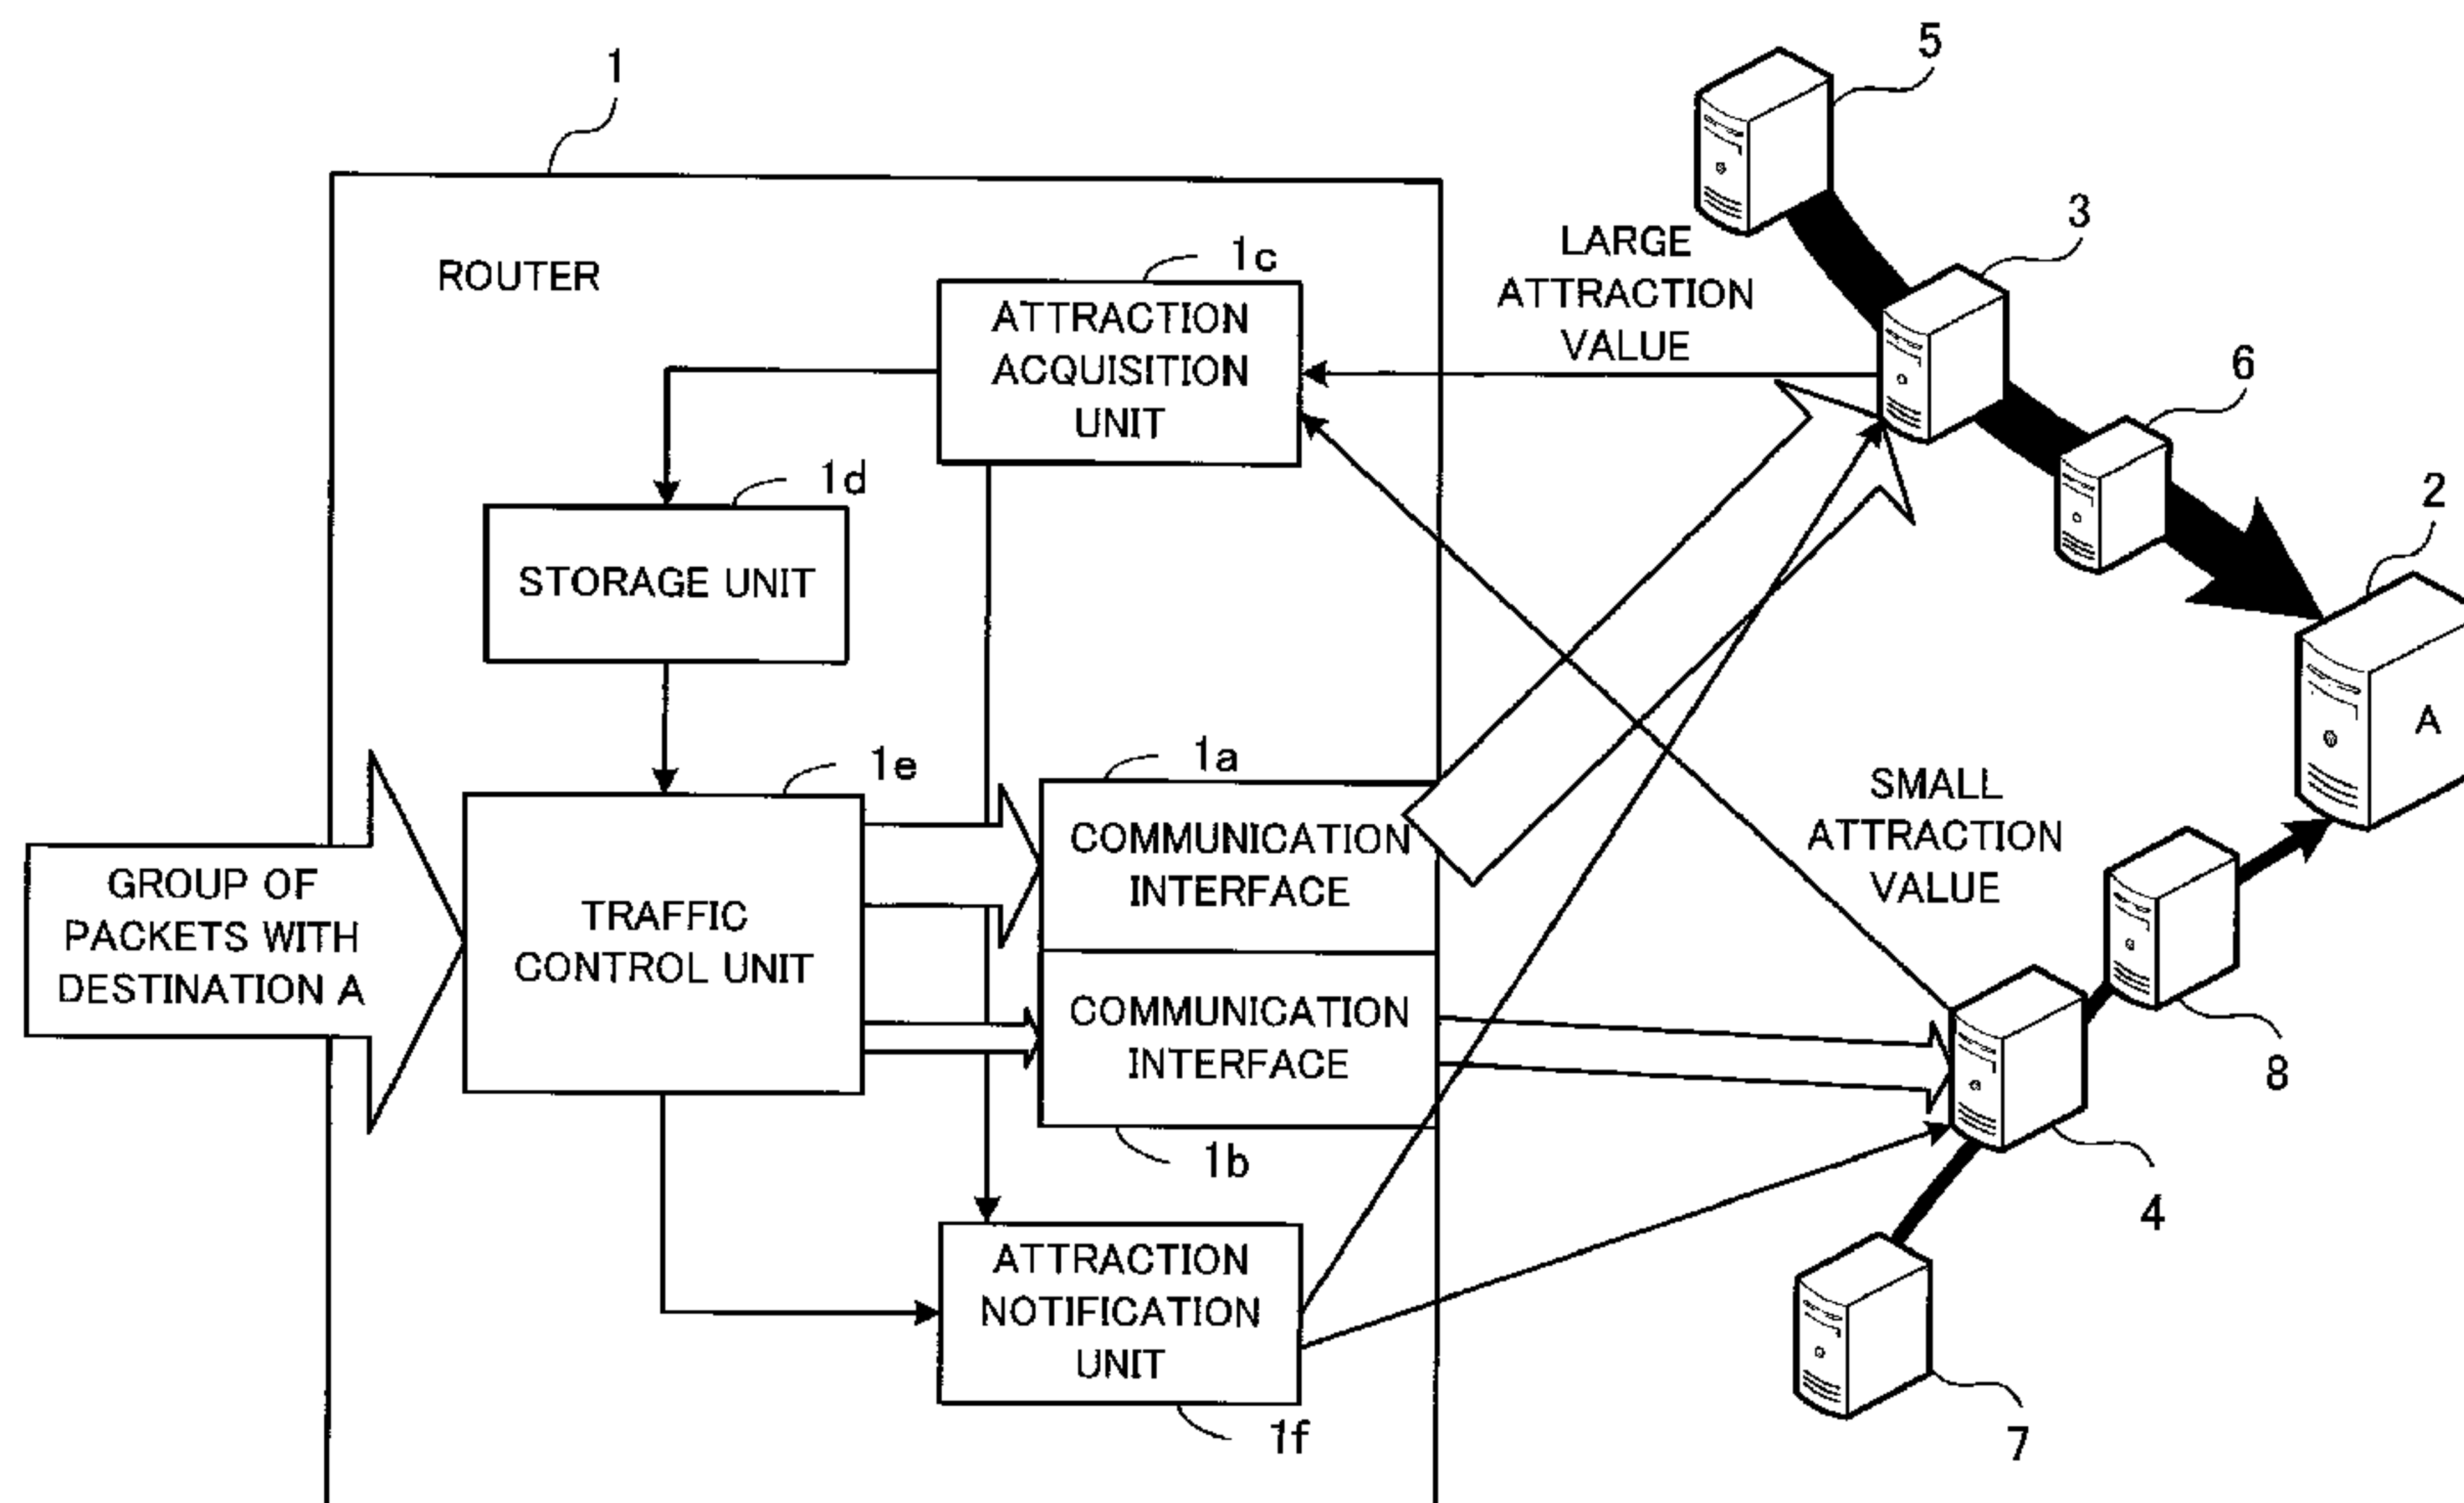 1
5
3
LARGE
ATTRACTION
VALUE
ROUTER
1c
ATTRACTION
ACQUISITION
UNIT
6
1d
STORAGE UNIT
2
A
1e
1a
SMALL
ATTRACTION
VALUE
GROUP OF
PACKETS WITH
DESTINATION A
TRAFFIC
CONTROL UNIT
COMMUNICATION
INTERFACE
COMMUNICATION
INTERFACE
8
1b
4
ATTRACTION
NOTIFICATION
UNIT
1f
7